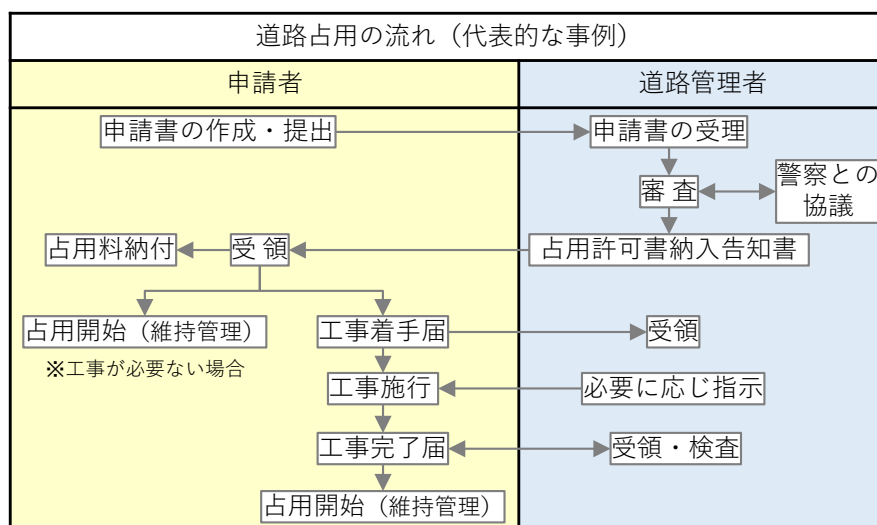 道路占用の流れ（代表的な事例）
申請者
道路管理者
申請書の作成・提出
申請書の受理
審 査
警察との
協議
占用料納付
受 領
占用許可書納入告知書
占用開始（維持管理）
※工事が必要ない場合
工事着手届
受領
工事施行
必要に応じ指示
工事完了届
受領・検査
占用開始（維持管理）